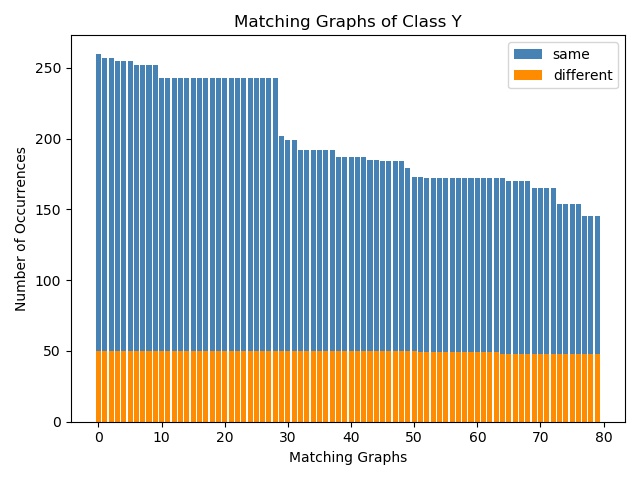 Matching Graphs of Class Y
same
different
Number of Occurrences
250
200
150
100
50
0
0 10 20 30 40 50 60 70 80
Matching Graphs